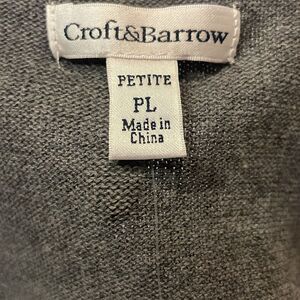 Croft&Barrow
PETITE
PL
Made in
China